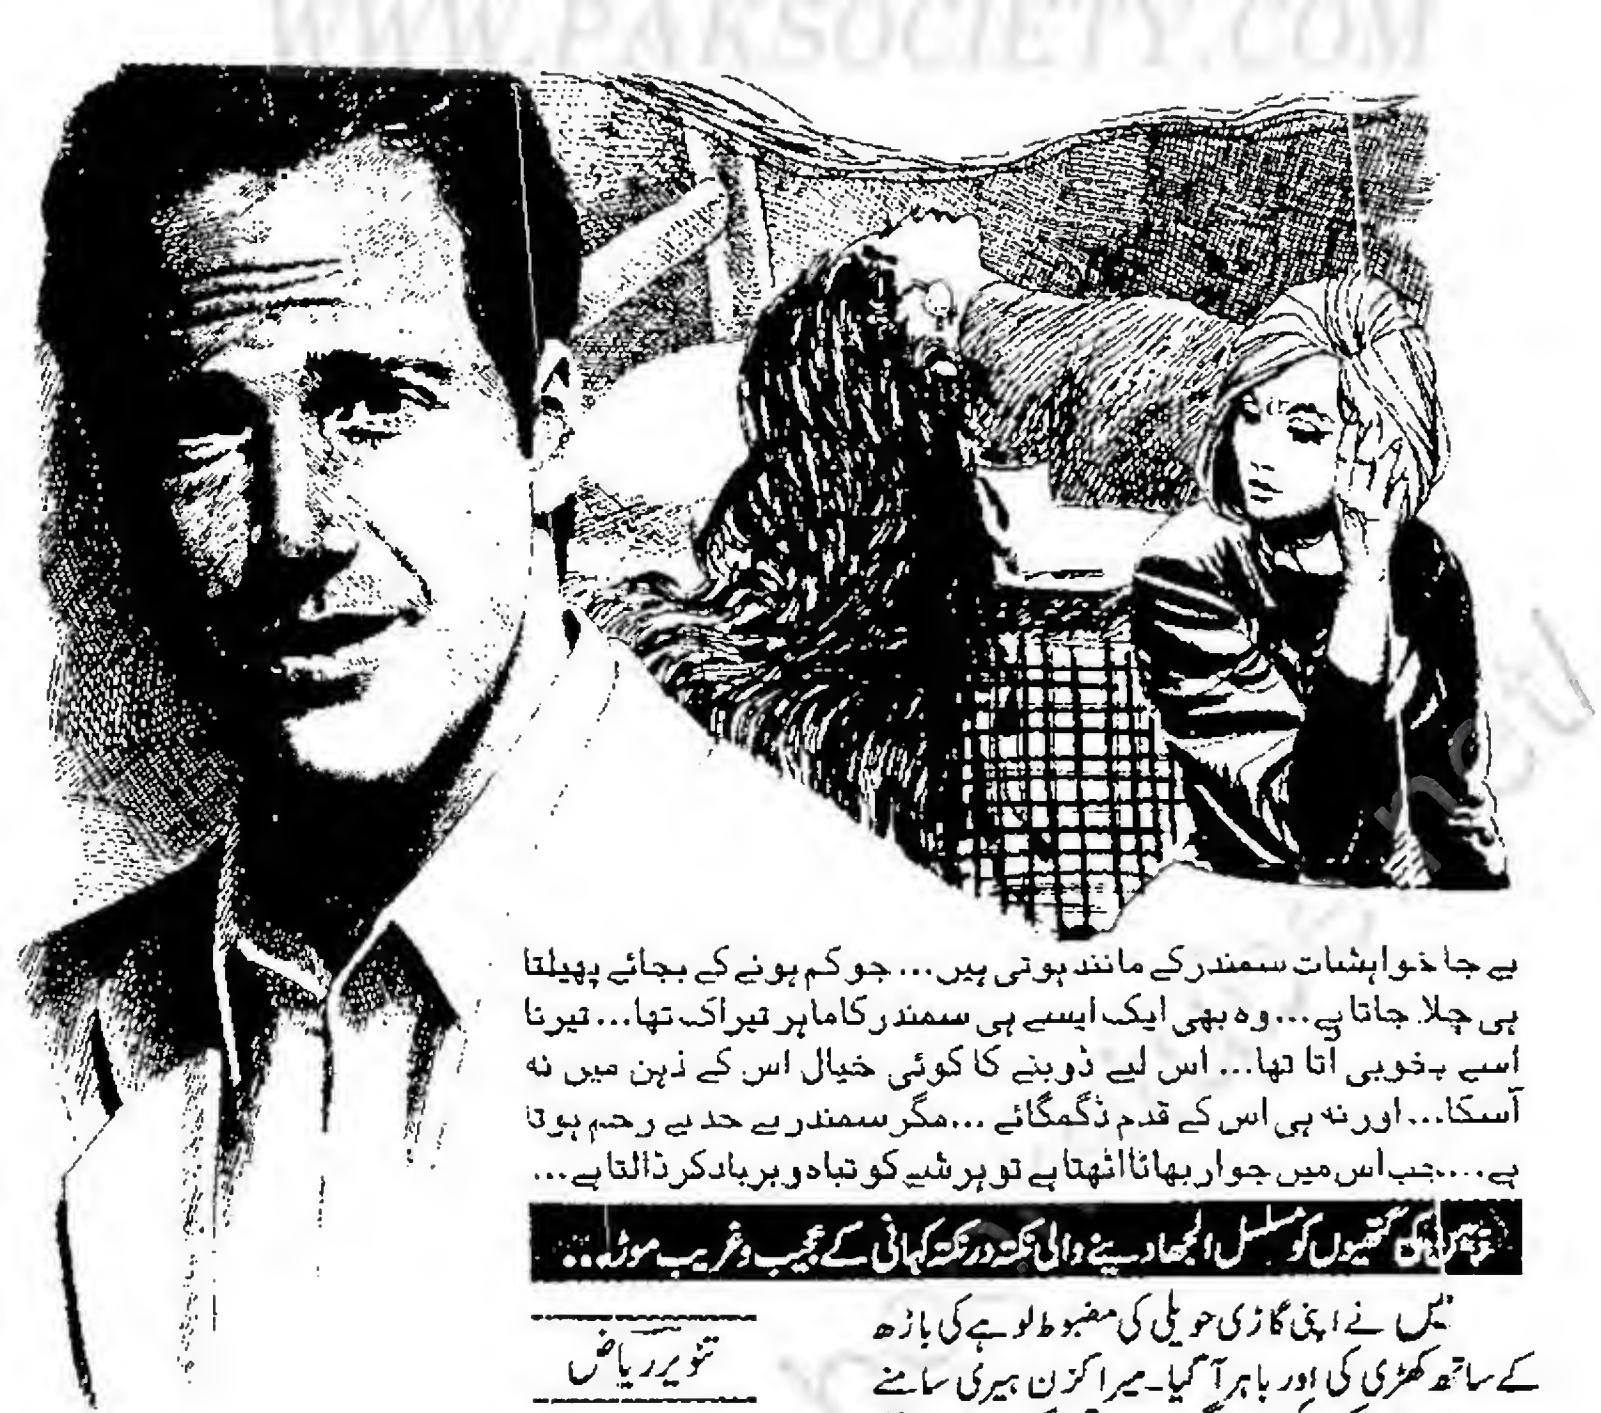 WWW.PAKSOCIETY.COM
بے جا خواہشات سمندر کے مانند ہوتی ہیں... جو کم ہونے کے بجائے پھیلتا
ہی چلا جاتا ہے... وہ بھی ایک ایسے ہی سمندر کا ماہر تیراک تھا... تیرنا
اسے بخوبی آتا تھا... اس لیے ڈوبنے کا کوئی خیال اس کے ذہن میں نہ
آسکا... اور نہ ہی اس کے قدم ڈگمگائے ...مگر سمندر بے حد بے رحم ہوتا
ہے....جب اس میں جوار بھاٹا اٹھتا ہے تو ہر شے کو تباہ و برباد کر ڈالتا ہے...
گتھیوں کو مسلسل الجھا دینے والی نکتہ در نکتہ کہانی کے عجیب و غریب موڑ...
تنویر ریاض
نے اپنی گاڑی حویلی کی مضبوط لوہے کی باڑھ
کے ساتھ کھڑی کی اور باہر آ گیا۔ میرا کزن ہیری سامنے